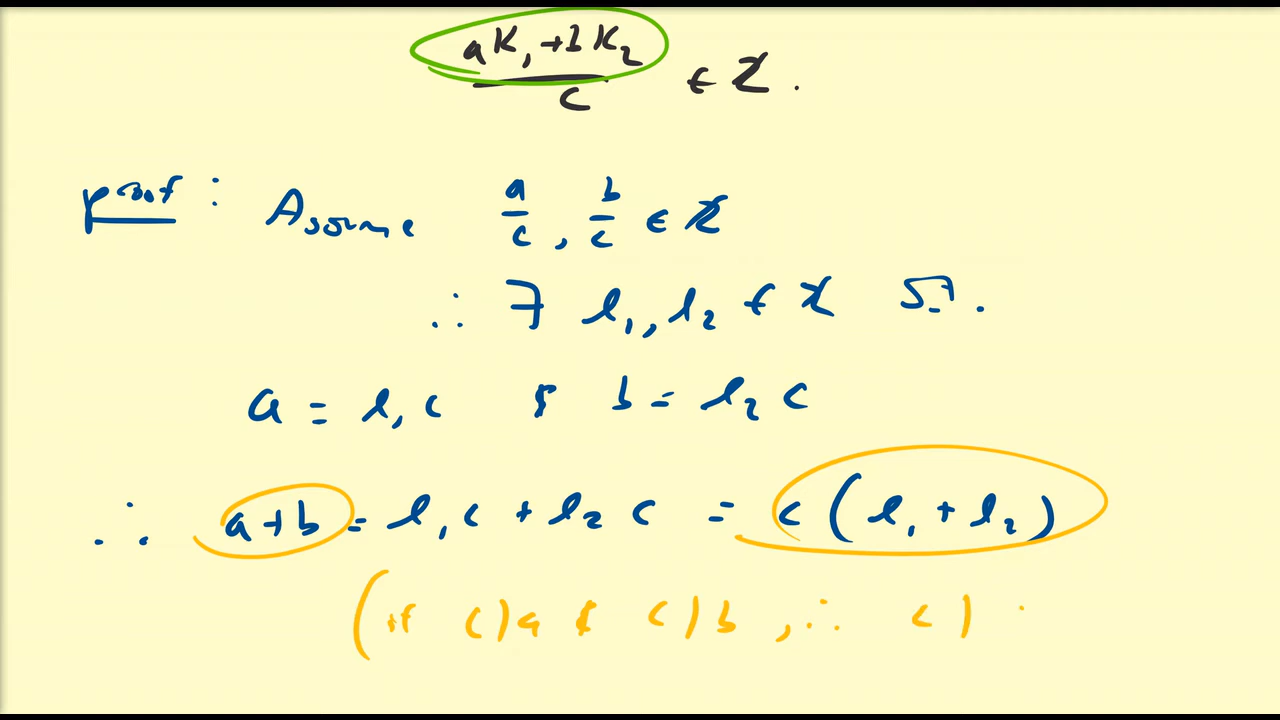 aK₁+bK₂
c
∈ ℤ.
proof: Assume a/c, b/c ∈ ℤ
∴ ∃ l₁, l₂ ∈ ℤ s.t.
a = l₁c & b = l₂c
∴ a+b = l₁c + l₂c = c(l₁+l₂)
(if c|a & c|b, ∴ c|